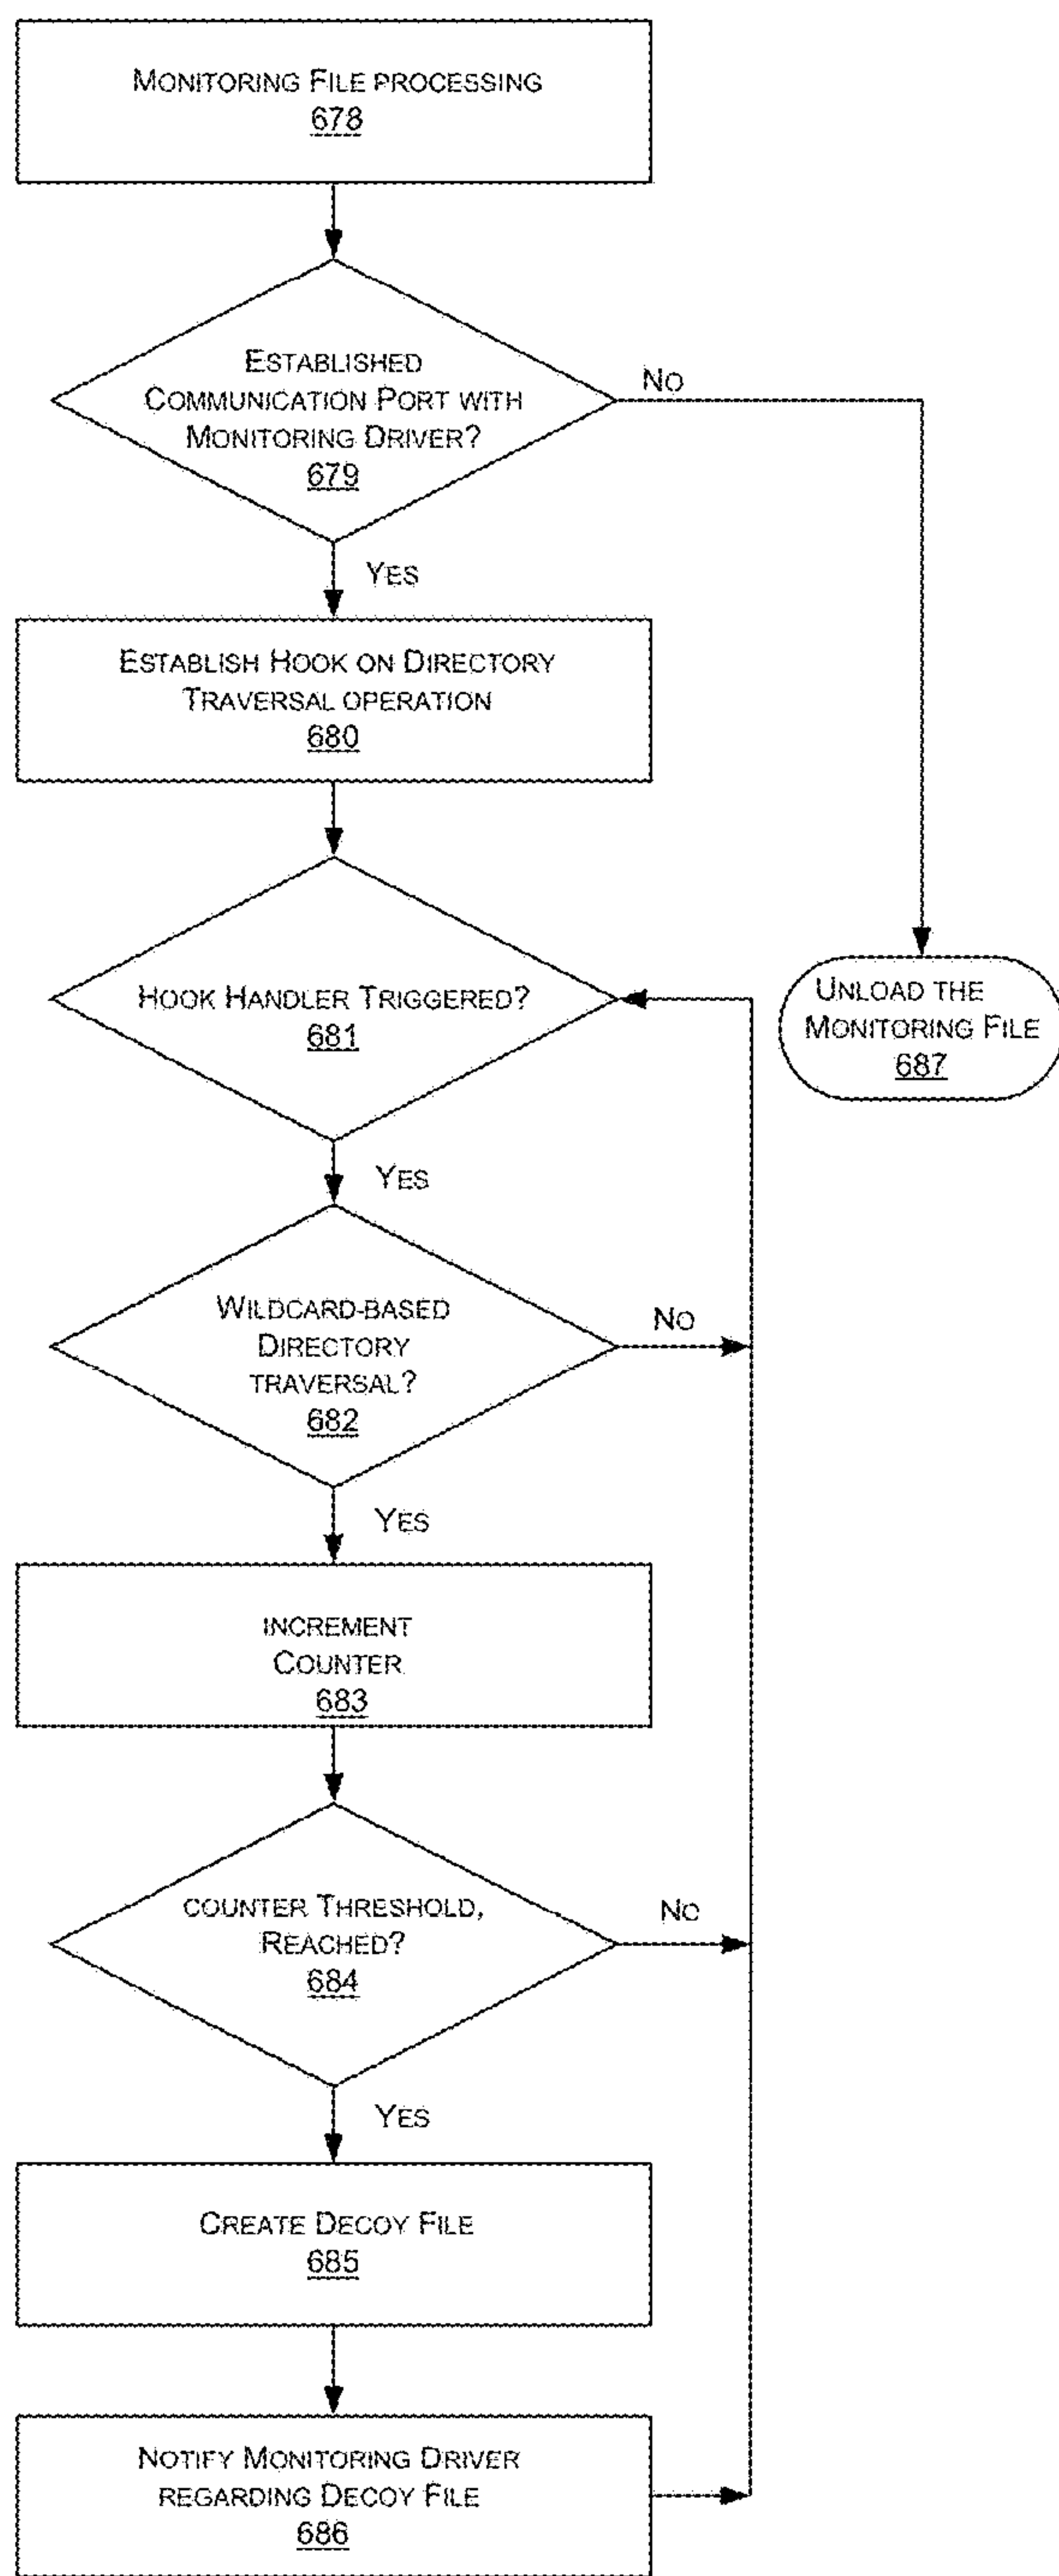 MONITORING FILE PROCESSING
678
ESTABLISHED
COMMUNICATION PORT WITH
MONITORING DRIVER?
679
NO
YES
ESTABLISH HOOK ON DIRECTORY
TRAVERSAL OPERATION
680
HOOK HANDLER TRIGGERED?
681
UNLOAD THE
MONITORING FILE
687
YES
WILDCARD-BASED
DIRECTORY
TRAVERSAL?
682
NO
YES
INCREMENT
COUNTER
683
COUNTER THRESHOLD,
REACHED?
684
NO
YES
CREATE DECOY FILE
685
NOTIFY MONITORING DRIVER
REGARDING DECOY FILE
686